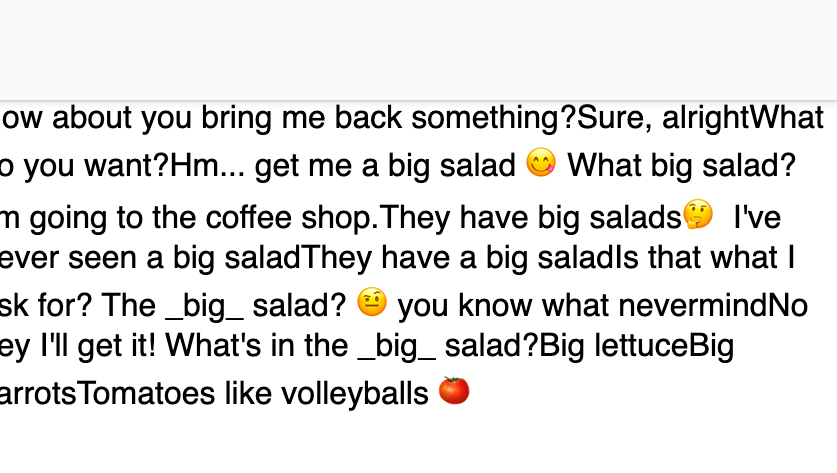 ow about you bring me back something?Sure, alrightWhat
o you want?Hm... get me a big salad 😋 What big salad?
m going to the coffee shop.They have big salads🤔 I've
ever seen a big saladThey have a big saladIs that what I
sk for? The _big_ salad? 🤨 you know what nevermindNo
ey I'll get it! What's in the _big_ salad?Big lettuceBig
arrotsTomatoes like volleyballs 🍅